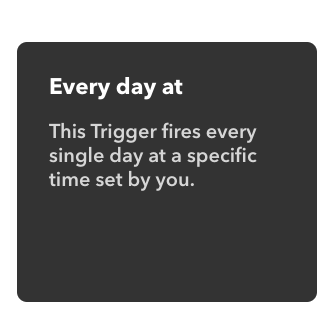 Every day at
This Trigger fires every
single day at a specific
time set by you.